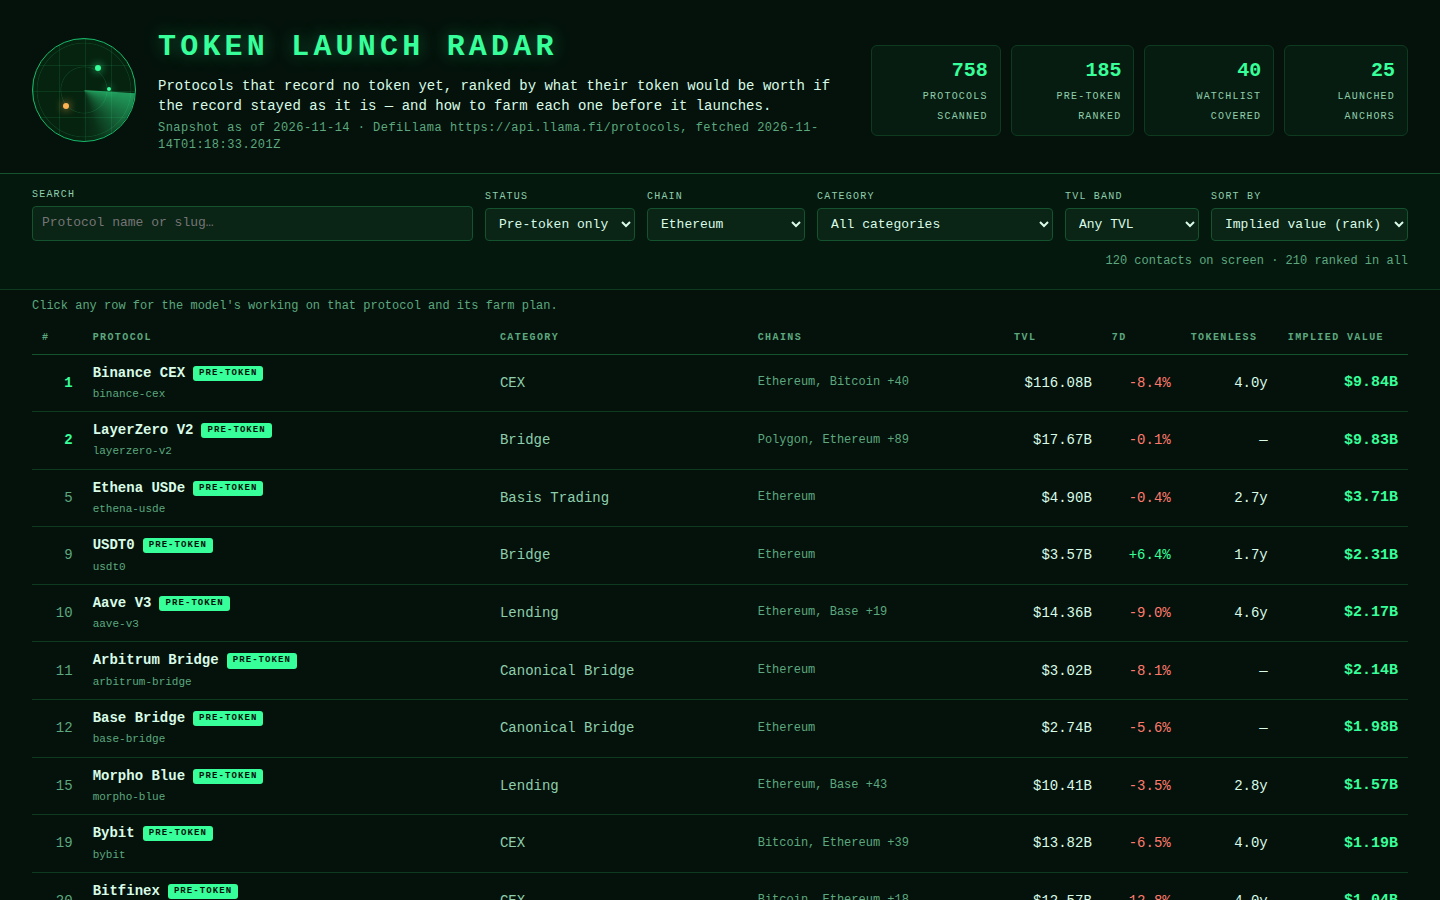 TOKEN LAUNCH RADAR
Protocols that record no token yet, ranked by what their token would be worth if
the record stayed as it is — and how to farm each one before it launches.
Snapshot as of 2026-11-14 · DefiLlama https://api.llama.fi/protocols, fetched 2026-11-
14T01:18:33.201Z
758 PROTOCOLS SCANNED
185 PRE-TOKEN RANKED
40 WATCHLIST COVERED
25 LAUNCHED ANCHORS
SEARCH STATUS CHAIN CATEGORY TVL BAND SORT BY
Protocol name or slug… Pre-token only Ethereum All categories Any TVL Implied value (rank)
120 contacts on screen · 210 ranked in all
Click any row for the model's working on that protocol and its farm plan.
# PROTOCOL CATEGORY CHAINS TVL 7D TOKENLESS IMPLIED VALUE
1 Binance CEX PRE-TOKEN CEX Ethereum, Bitcoin +40 $116.08B -8.4% 4.0y $9.84B
binance-cex
2 LayerZero V2 PRE-TOKEN Bridge Polygon, Ethereum +89 $17.67B -0.1% — $9.83B
layerzero-v2
5 Ethena USDe PRE-TOKEN Basis Trading Ethereum $4.90B -0.4% 2.7y $3.71B
ethena-usde
9 USDT0 PRE-TOKEN Bridge Ethereum $3.57B +6.4% 1.7y $2.31B
usdt0
10 Aave V3 PRE-TOKEN Lending Ethereum, Base +19 $14.36B -9.0% 4.6y $2.17B
aave-v3
11 Arbitrum Bridge PRE-TOKEN Canonical Bridge Ethereum $3.02B -8.1% — $2.14B
arbitrum-bridge
12 Base Bridge PRE-TOKEN Canonical Bridge Ethereum $2.74B -5.6% — $1.98B
base-bridge
15 Morpho Blue PRE-TOKEN Lending Ethereum, Base +43 $10.41B -3.5% 2.8y $1.57B
morpho-blue
19 Bybit PRE-TOKEN CEX Bitcoin, Ethereum +39 $13.82B -6.5% 4.0y $1.19B
bybit
20 Bitfinex PRE-TOKEN CEX Bitcoin, Ethereum +18 $12.57B -12.8% 4.0y $1.04B